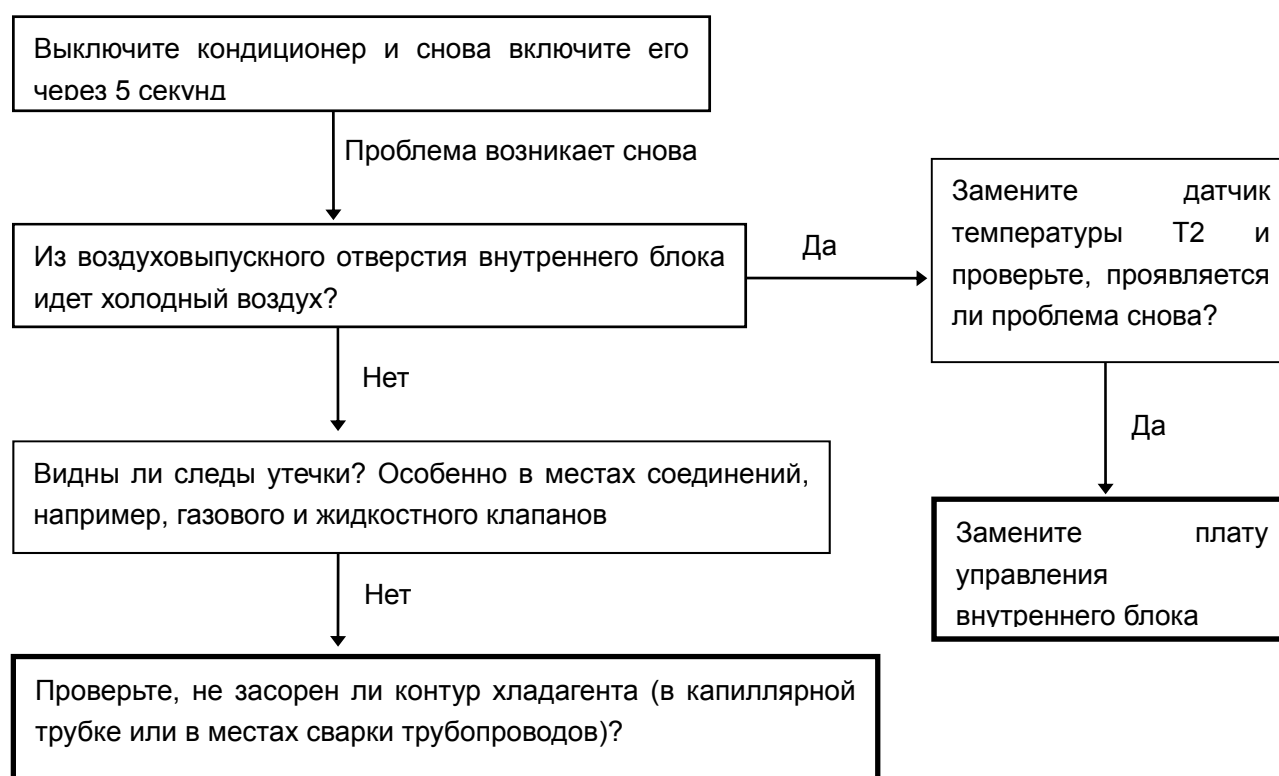 Выключите кондиционер и снова включите его
через 5 секунд
Проблема возникает снова
Из воздуховыпускного отверстия внутреннего блока
идет холодный воздух?
Да
Замените датчик
температуры T2 и
проверьте, проявляется
ли проблема снова?
Нет
Да
Видны ли следы утечки? Особенно в местах соединений,
например, газового и жидкостного клапанов
Замените плату
управления
внутреннего блока
Нет
Проверьте, не засорен ли контур хладагента (в капиллярной
трубке или в местах сварки трубопроводов)?